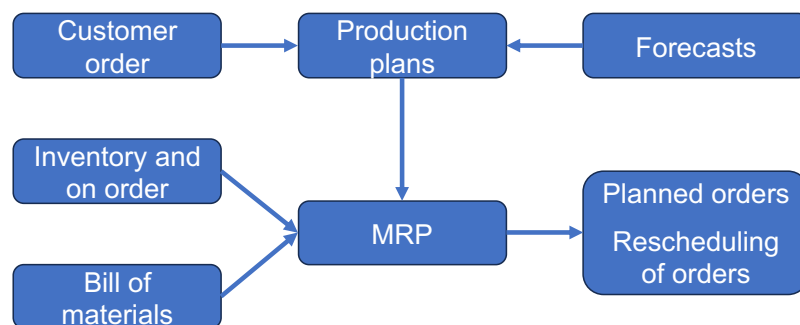 Customer
order
Production
plans
Forecasts
Inventory and
on order
MRP
Planned orders
Rescheduling
of orders
Bill of
materials